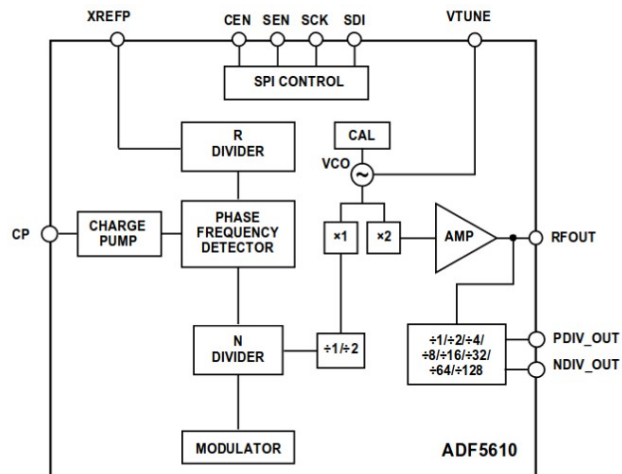 XREFP
CEN SEN SCK SDI
VTUNE
SPI CONTROL
CAL
R
DIVIDER
VCO
~
CP
CHARGE
PUMP
PHASE
FREQUENCY
DETECTOR
×1
×2
AMP
RFOUT
N
DIVIDER
÷1/÷2
÷1/÷2/÷4/
÷8/÷16/÷32/
÷64/÷128
PDIV_OUT
NDIV_OUT
MODULATOR
ADF5610